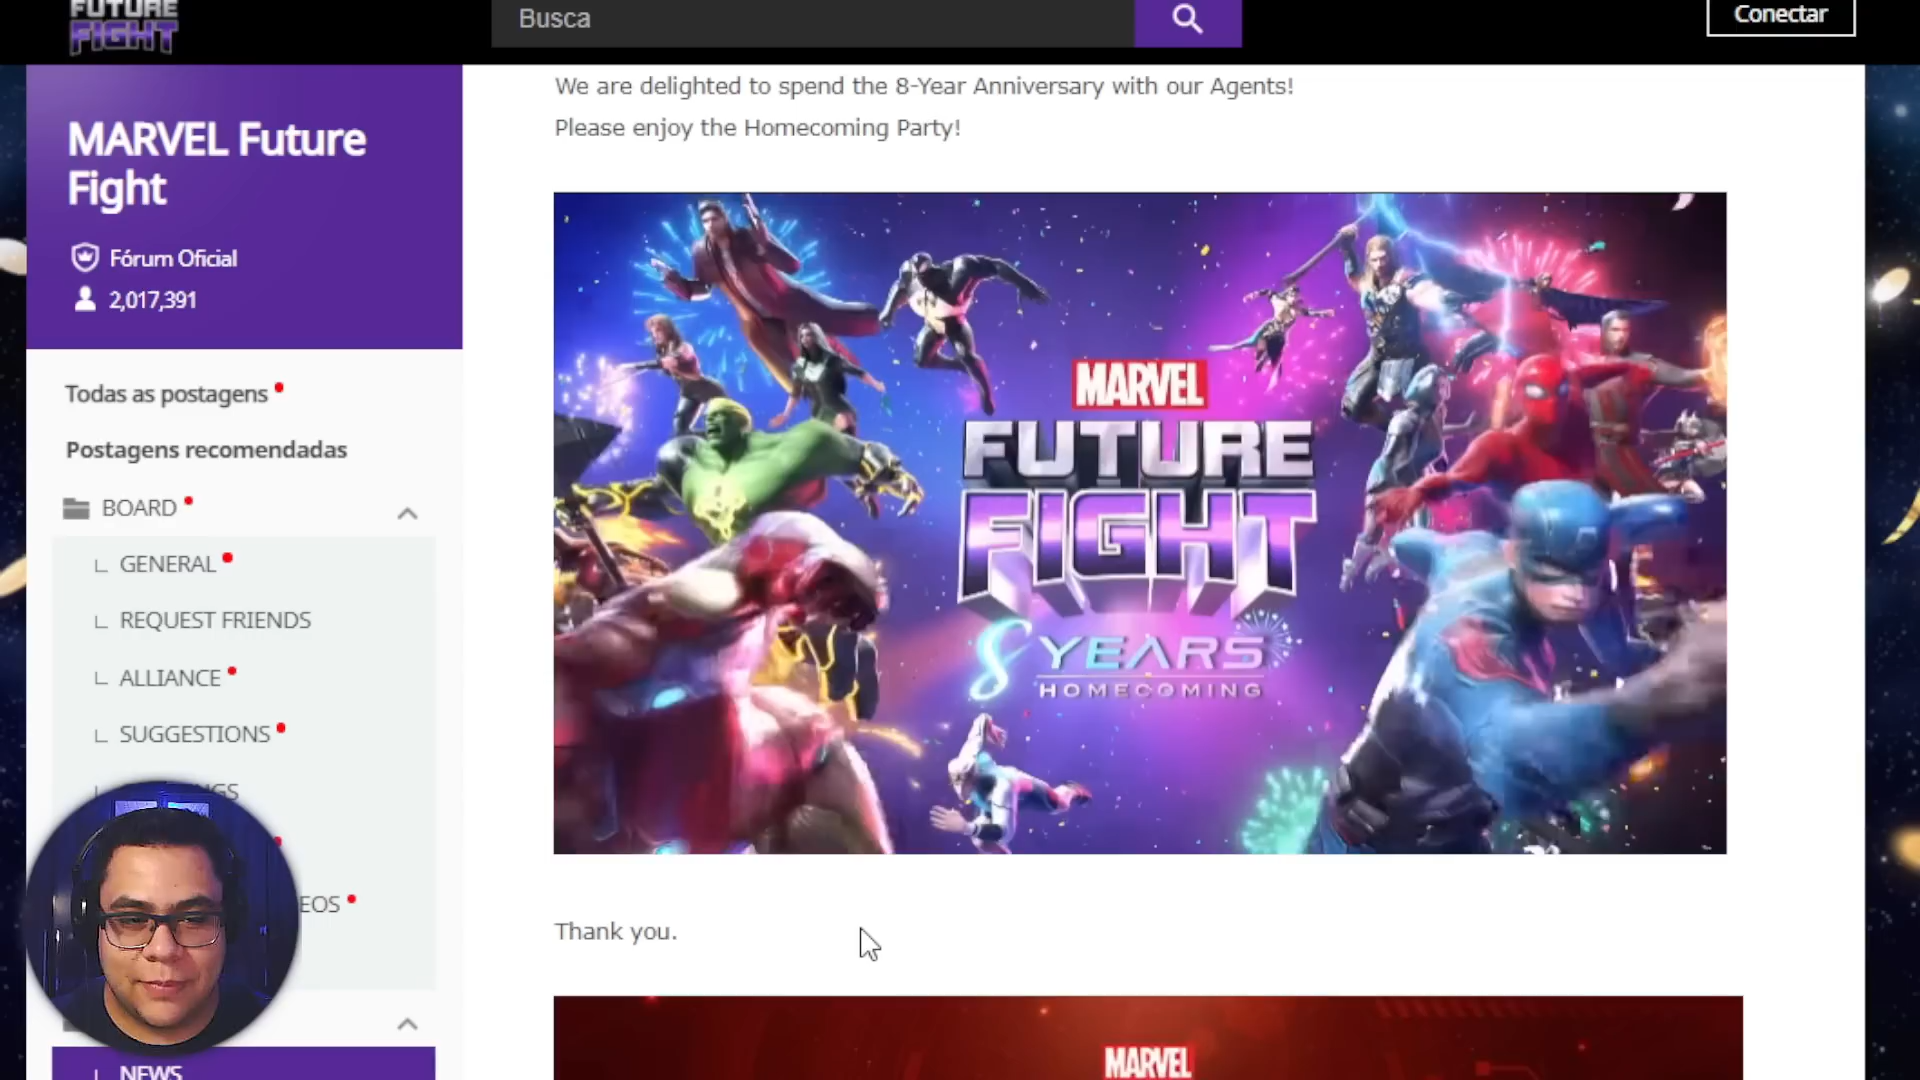 FUTURE
FIGHT
Busca
Conectar
MARVEL Future
Fight
Fórum Oficial
2,017,391
Todas as postagens
Postagens recomendadas
BOARD
GENERAL
REQUEST FRIENDS
ALLIANCE
SUGGESTIONS
GS
EOS
NEWS
We are delighted to spend the 8-Year Anniversary with our Agents!
Please enjoy the Homecoming Party!
MARVEL
FUTURE
FIGHT
8 YEARS
HOMECOMING
Thank you.
MARVEL